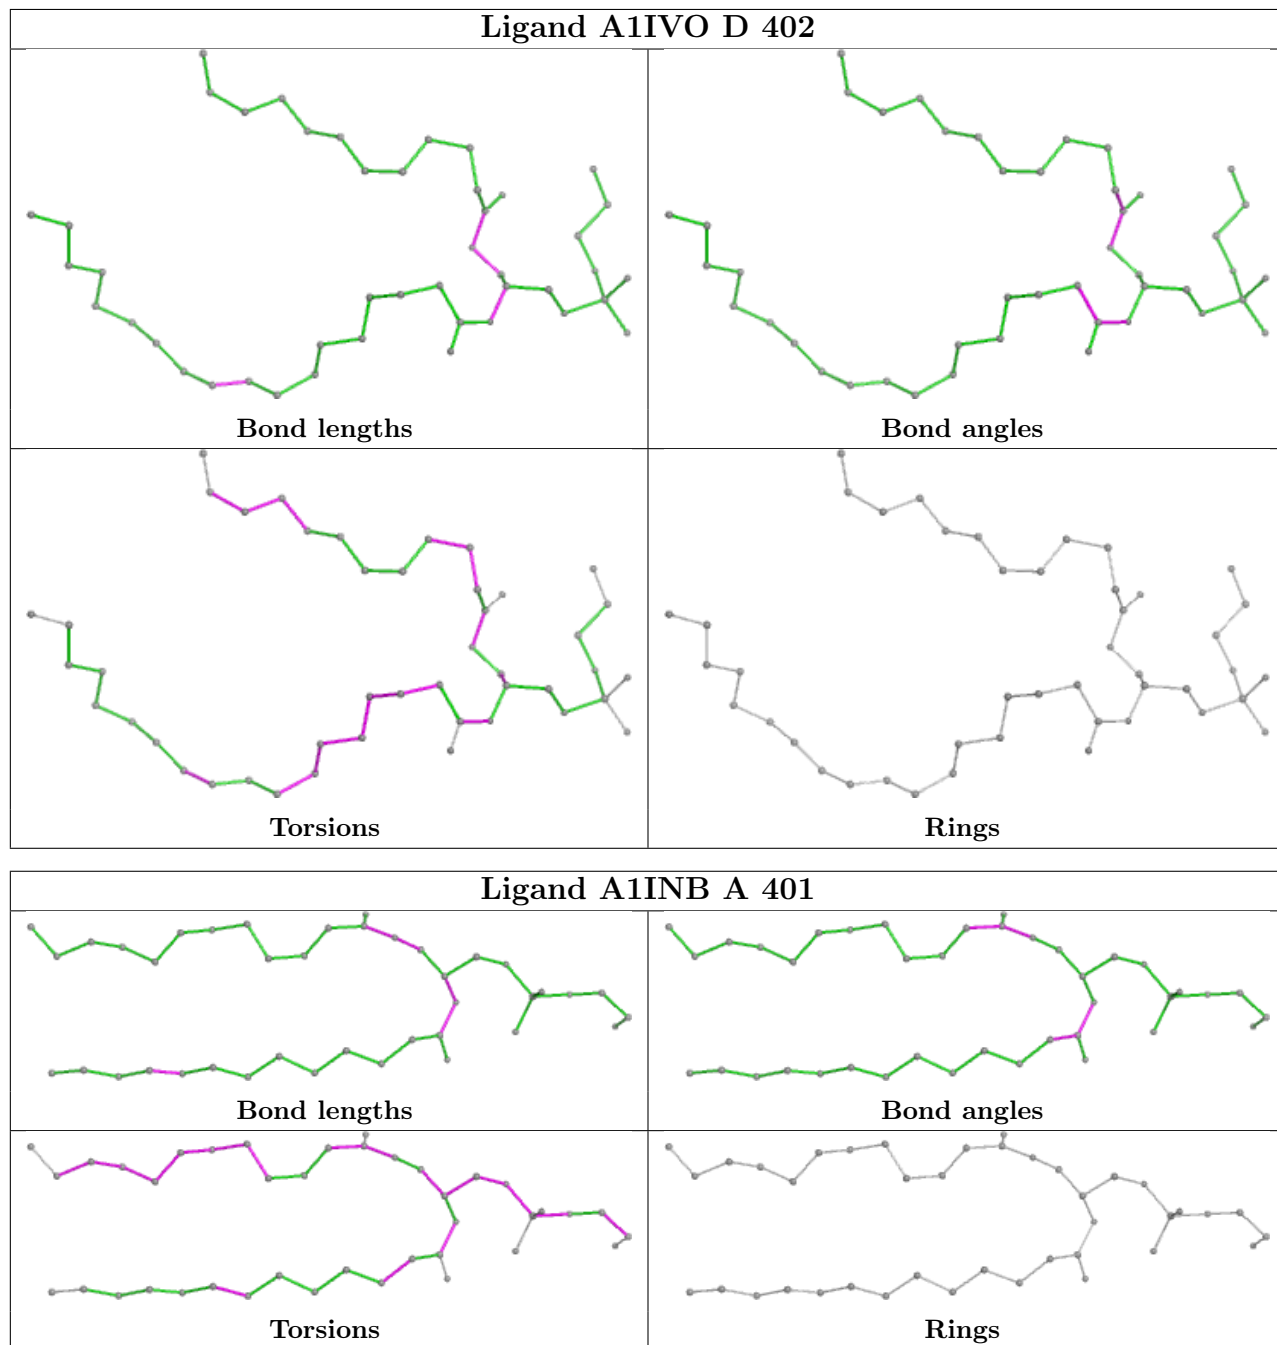 Ligand A1IVO D 402
Bond lengths
Bond angles
Torsions
Rings
Ligand A1INB A 401
Bond lengths
Bond angles
Torsions
Rings